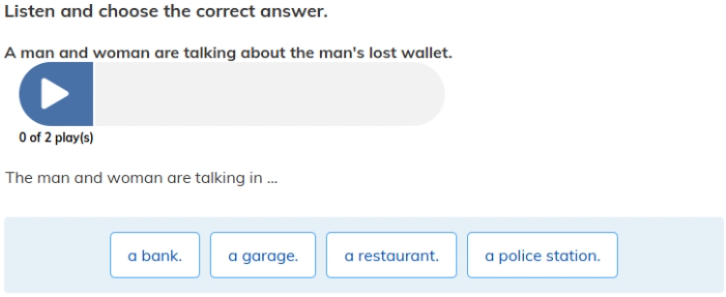 Listen and choose the correct answer.
A man and woman are talking about the man's lost wallet.
0 of 2 play(s)
The man and woman are talking in ...
a bank. a garage. a restaurant. a police station.